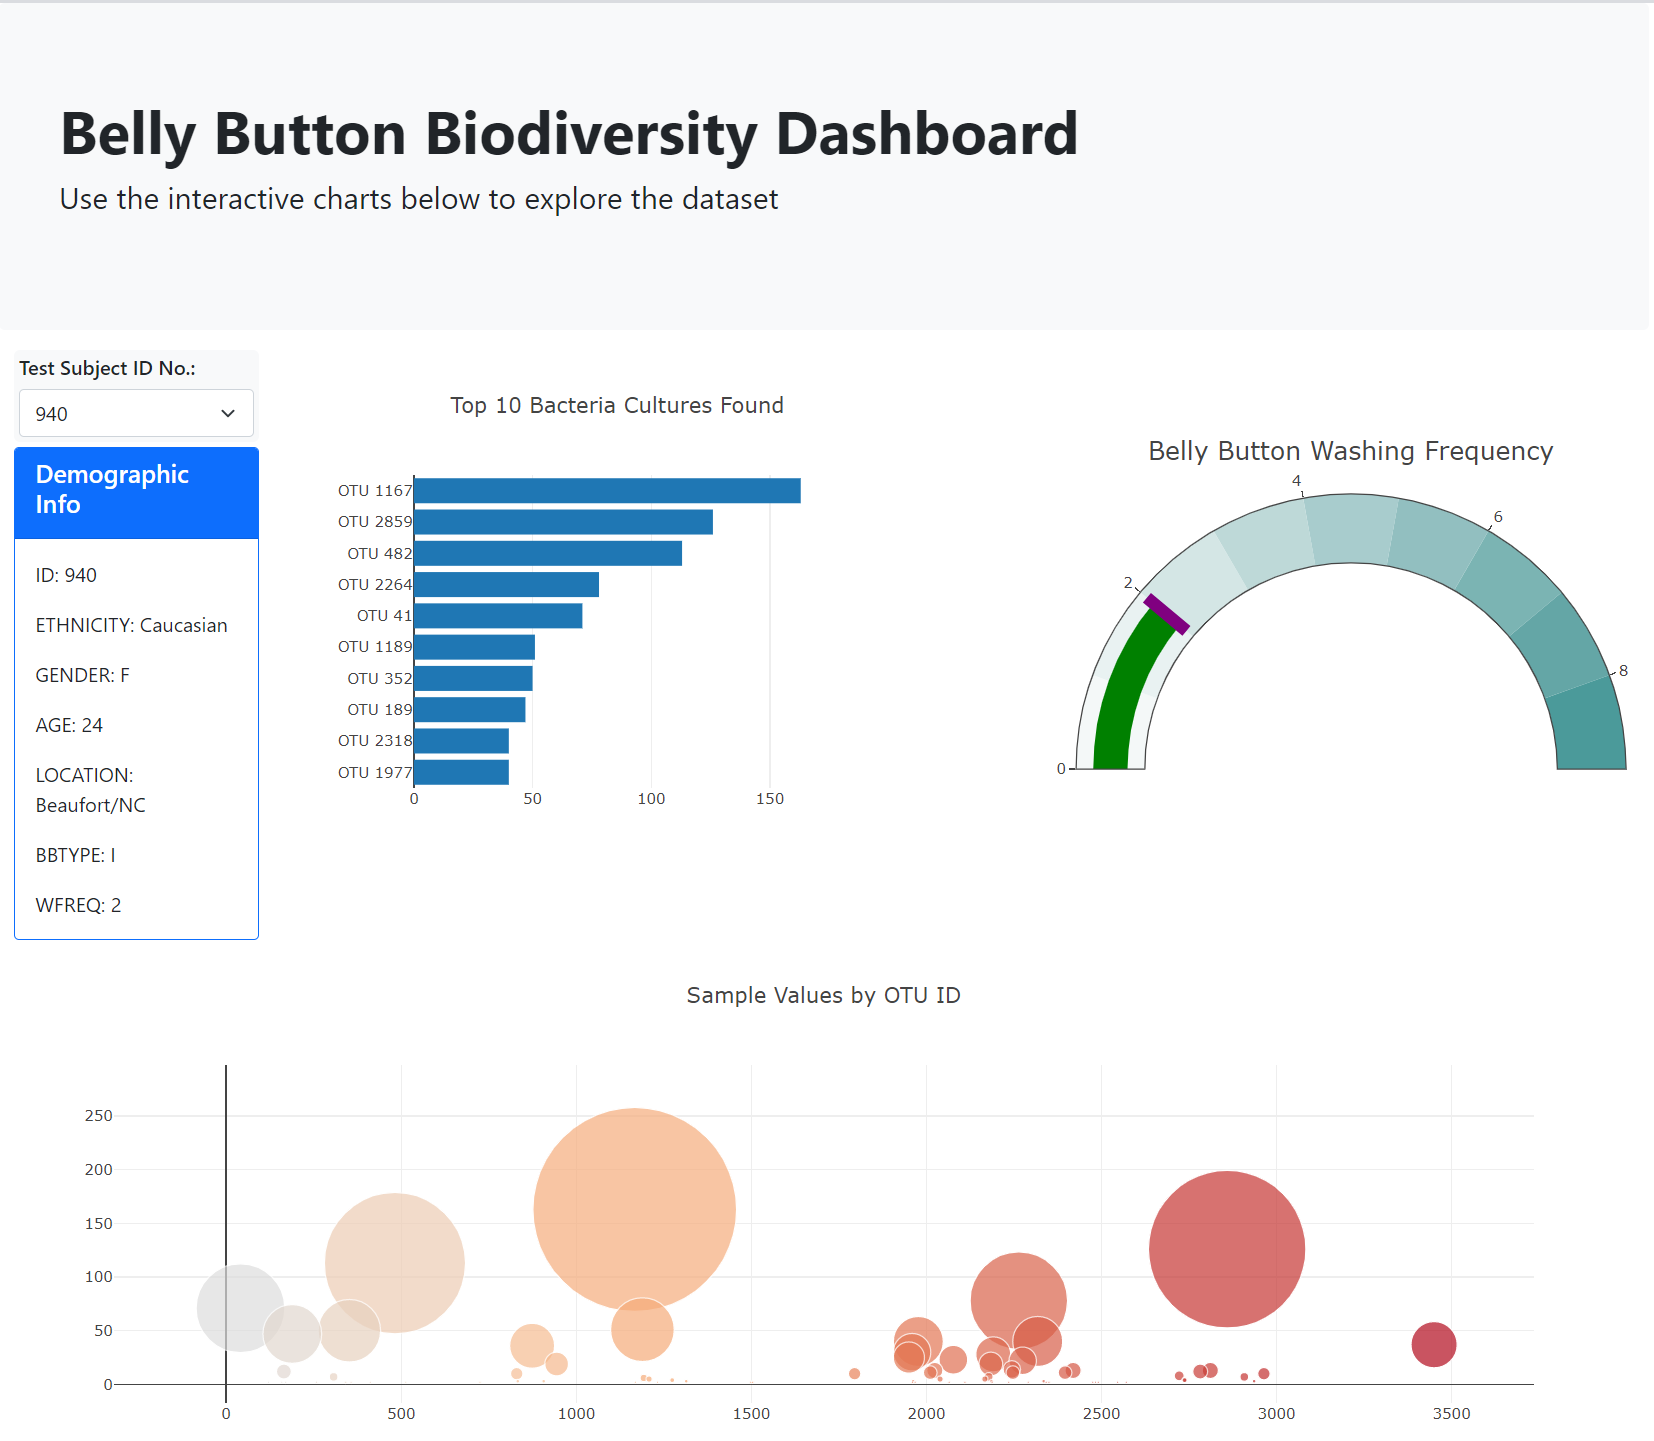 Belly Button Biodiversity Dashboard
Use the interactive charts below to explore the dataset
Test Subject ID No.:
940
Demographic
Info
ID: 940
ETHNICITY: Caucasian
GENDER: F
AGE: 24
LOCATION:
Beaufort/NC
BBTYPE: I
WFREQ: 2
Top 10 Bacteria Cultures Found
OTU 1167
OTU 2859
OTU 482
OTU 2264
OTU 41
OTU 1189
OTU 352
OTU 189
OTU 2318
OTU 1977
0 50 100 150
Belly Button Washing Frequency
0
2
4
6
8
Sample Values by OTU ID
250
200
150
100
50
0
0 500 1000 1500 2000 2500 3000 3500